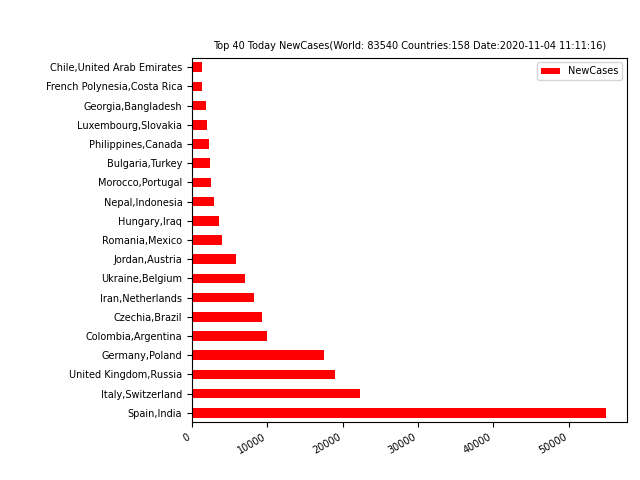 Top 40 Today NewCases(World: 83540 Countries:158 Date:2020-11-04 11:11:16)
NewCases
Chile,United Arab Emirates
French Polynesia,Costa Rica
Georgia,Bangladesh
Luxembourg,Slovakia
Philippines,Canada
Bulgaria,Turkey
Morocco,Portugal
Nepal,Indonesia
Hungary,Iraq
Romania,Mexico
Jordan,Austria
Ukraine,Belgium
Iran,Netherlands
Czechia,Brazil
Colombia,Argentina
Germany,Poland
United Kingdom,Russia
Italy,Switzerland
Spain,India
0
10000
20000
30000
40000
50000